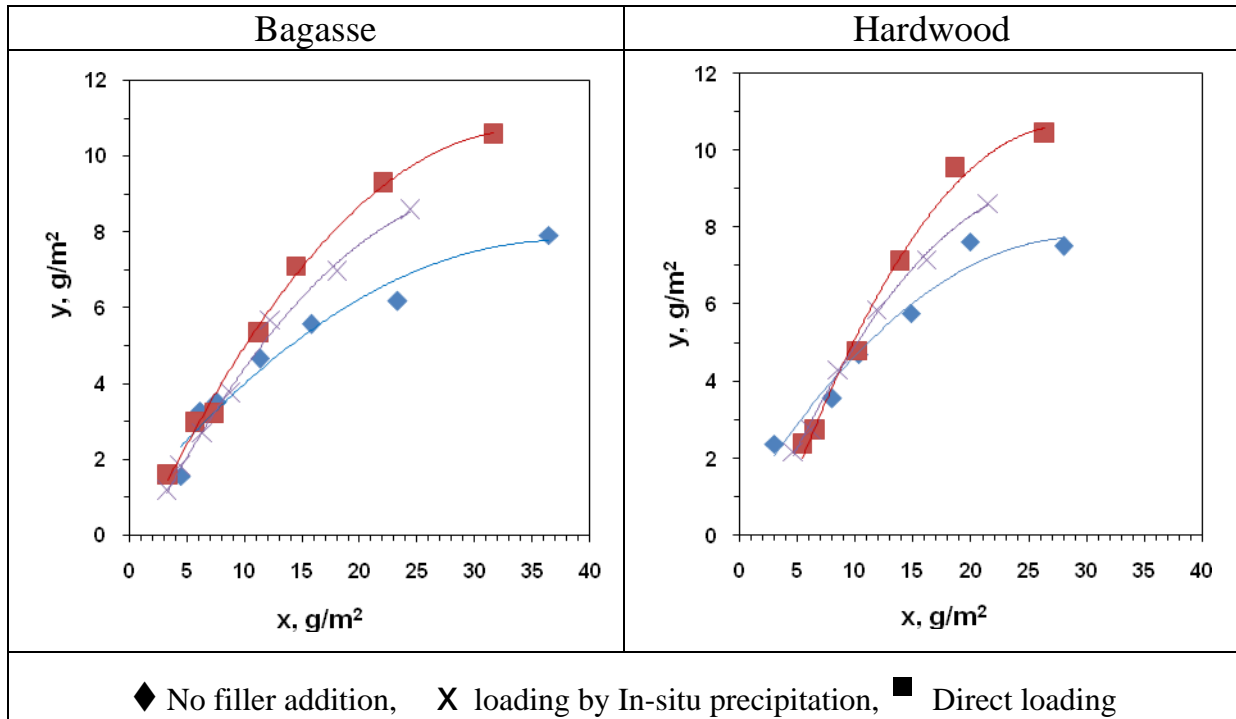 Bagasse
Hardwood
12
10
8
6
4
2
0
y, g/m²
0 5 10 15 20 25 30 35 40
x, g/m²
12
10
8
6
4
2
0
y, g/m²
0 5 10 15 20 25 30 35 40
x, g/m²
No filler addition, X loading by In-situ precipitation, Direct loading